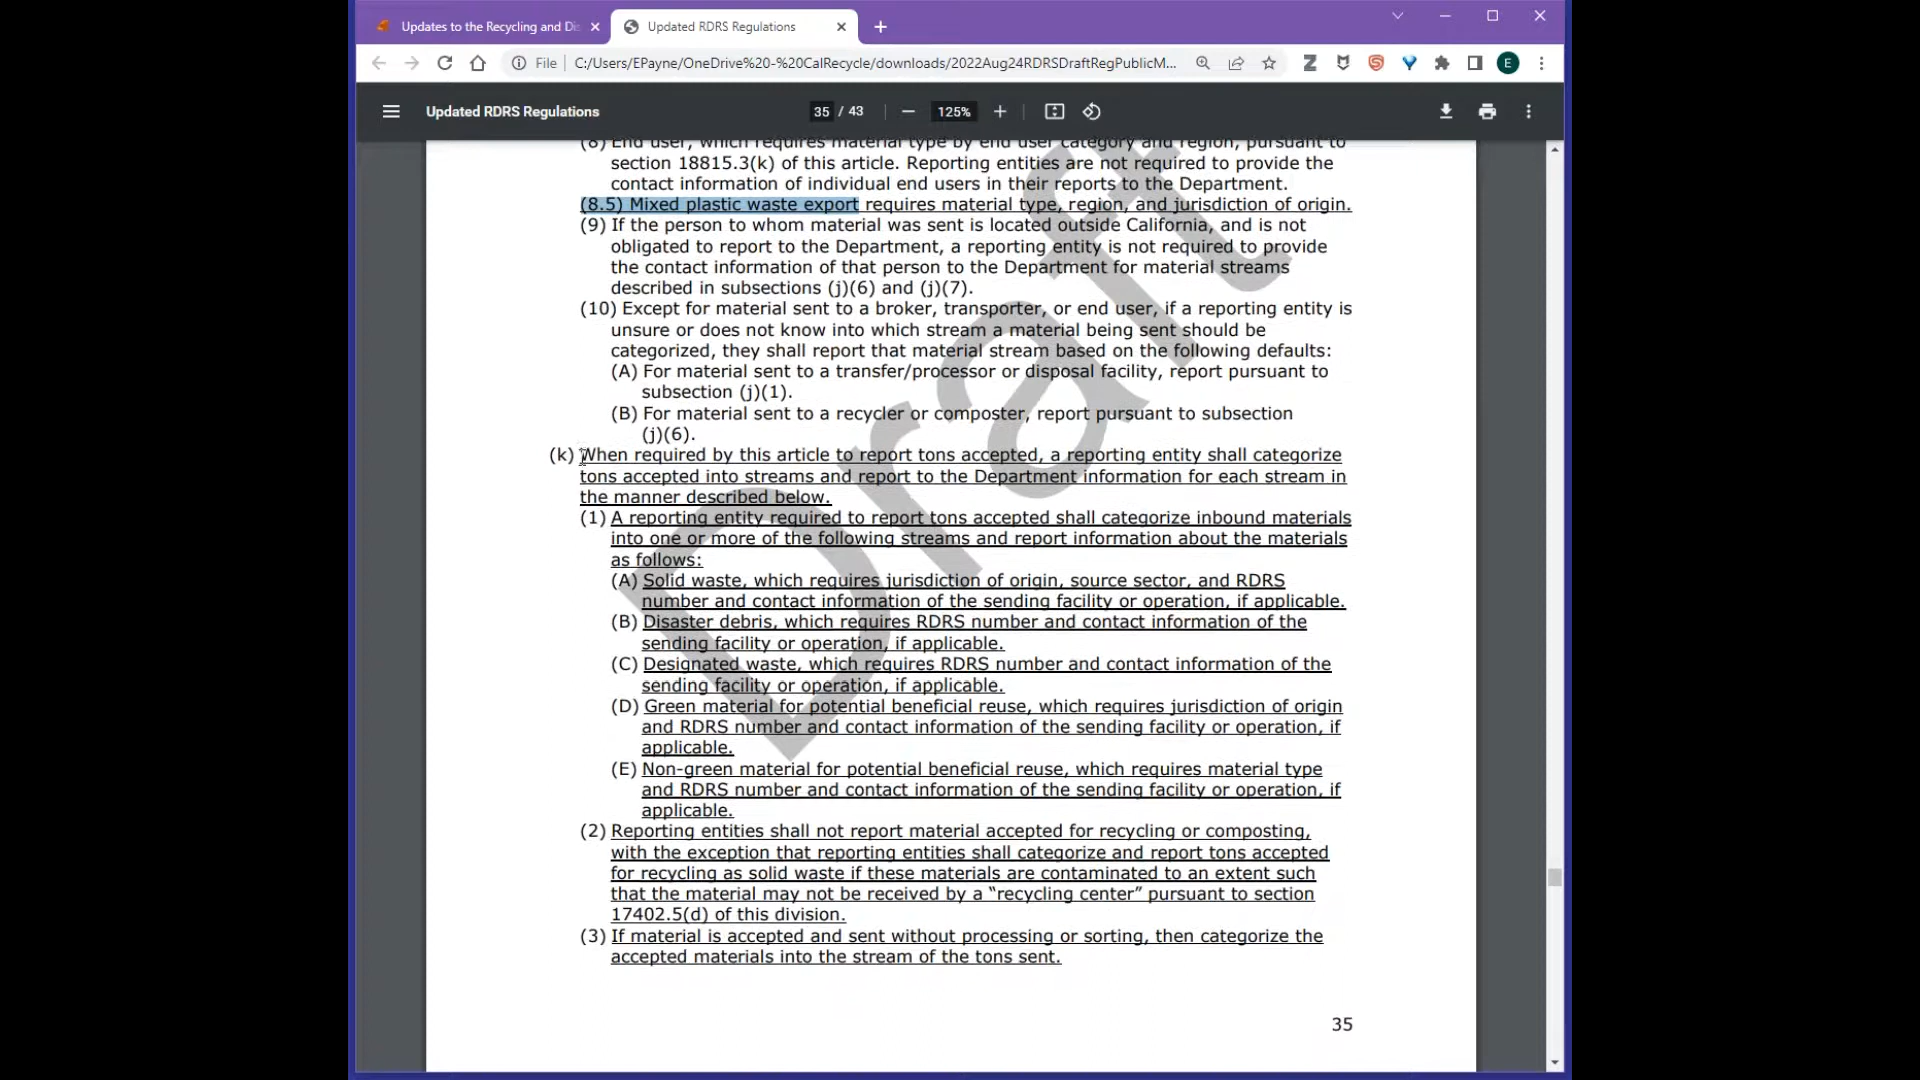 Updates to the Recycling and Dis
Updated RDRS Regulations
File
C:/Users/EPayne/OneDrive%20-%20CalRecycle/downloads/2022Aug24RDRSDraftRegPublicM...
E
Updated RDRS Regulations
35 / 43
125%
(8) End user, which requires material type by end user category and region, pursuant to
section 18815.3(k) of this article. Reporting entities are not required to provide the
contact information of individual end users in their reports to the Department.
(8.5) Mixed plastic waste export requires material type, region, and jurisdiction of origin.
(9) If the person to whom material was sent is located outside California, and is not
obligated to report to the Department, a reporting entity is not required to provide
the contact information of that person to the Department for material streams
described in subsections (j)(6) and (j)(7).
(10) Except for material sent to a broker, transporter, or end user, if a reporting entity is
unsure or does not know into which stream a material being sent should be
categorized, they shall report that material stream based on the following defaults:
(A) For material sent to a transfer/processor or disposal facility, report pursuant to
subsection (j)(1).
(B) For material sent to a recycler or composter, report pursuant to subsection
(j)(6).
(k) When required by this article to report tons accepted, a reporting entity shall categorize
tons accepted into streams and report to the Department information for each stream in
the manner described below.
(1) A reporting entity required to report tons accepted shall categorize inbound materials
into one or more of the following streams and report information about the materials
as follows:
(A) Solid waste, which requires jurisdiction of origin, source sector, and RDRS
number and contact information of the sending facility or operation, if applicable.
(B) Disaster debris, which requires RDRS number and contact information of the
sending facility or operation, if applicable.
(C) Designated waste, which requires RDRS number and contact information of the
sending facility or operation, if applicable.
(D) Green material for potential beneficial reuse, which requires jurisdiction of origin
and RDRS number and contact information of the sending facility or operation, if
applicable.
(E) Non-green material for potential beneficial reuse, which requires material type
and RDRS number and contact information of the sending facility or operation, if
applicable.
(2) Reporting entities shall not report material accepted for recycling or composting,
with the exception that reporting entities shall categorize and report tons accepted
for recycling as solid waste if these materials are contaminated to an extent such
that the material may not be received by a “recycling center” pursuant to section
17402.5(d) of this division.
(3) If material is accepted and sent without processing or sorting, then categorize the
accepted materials into the stream of the tons sent.
35
Draft